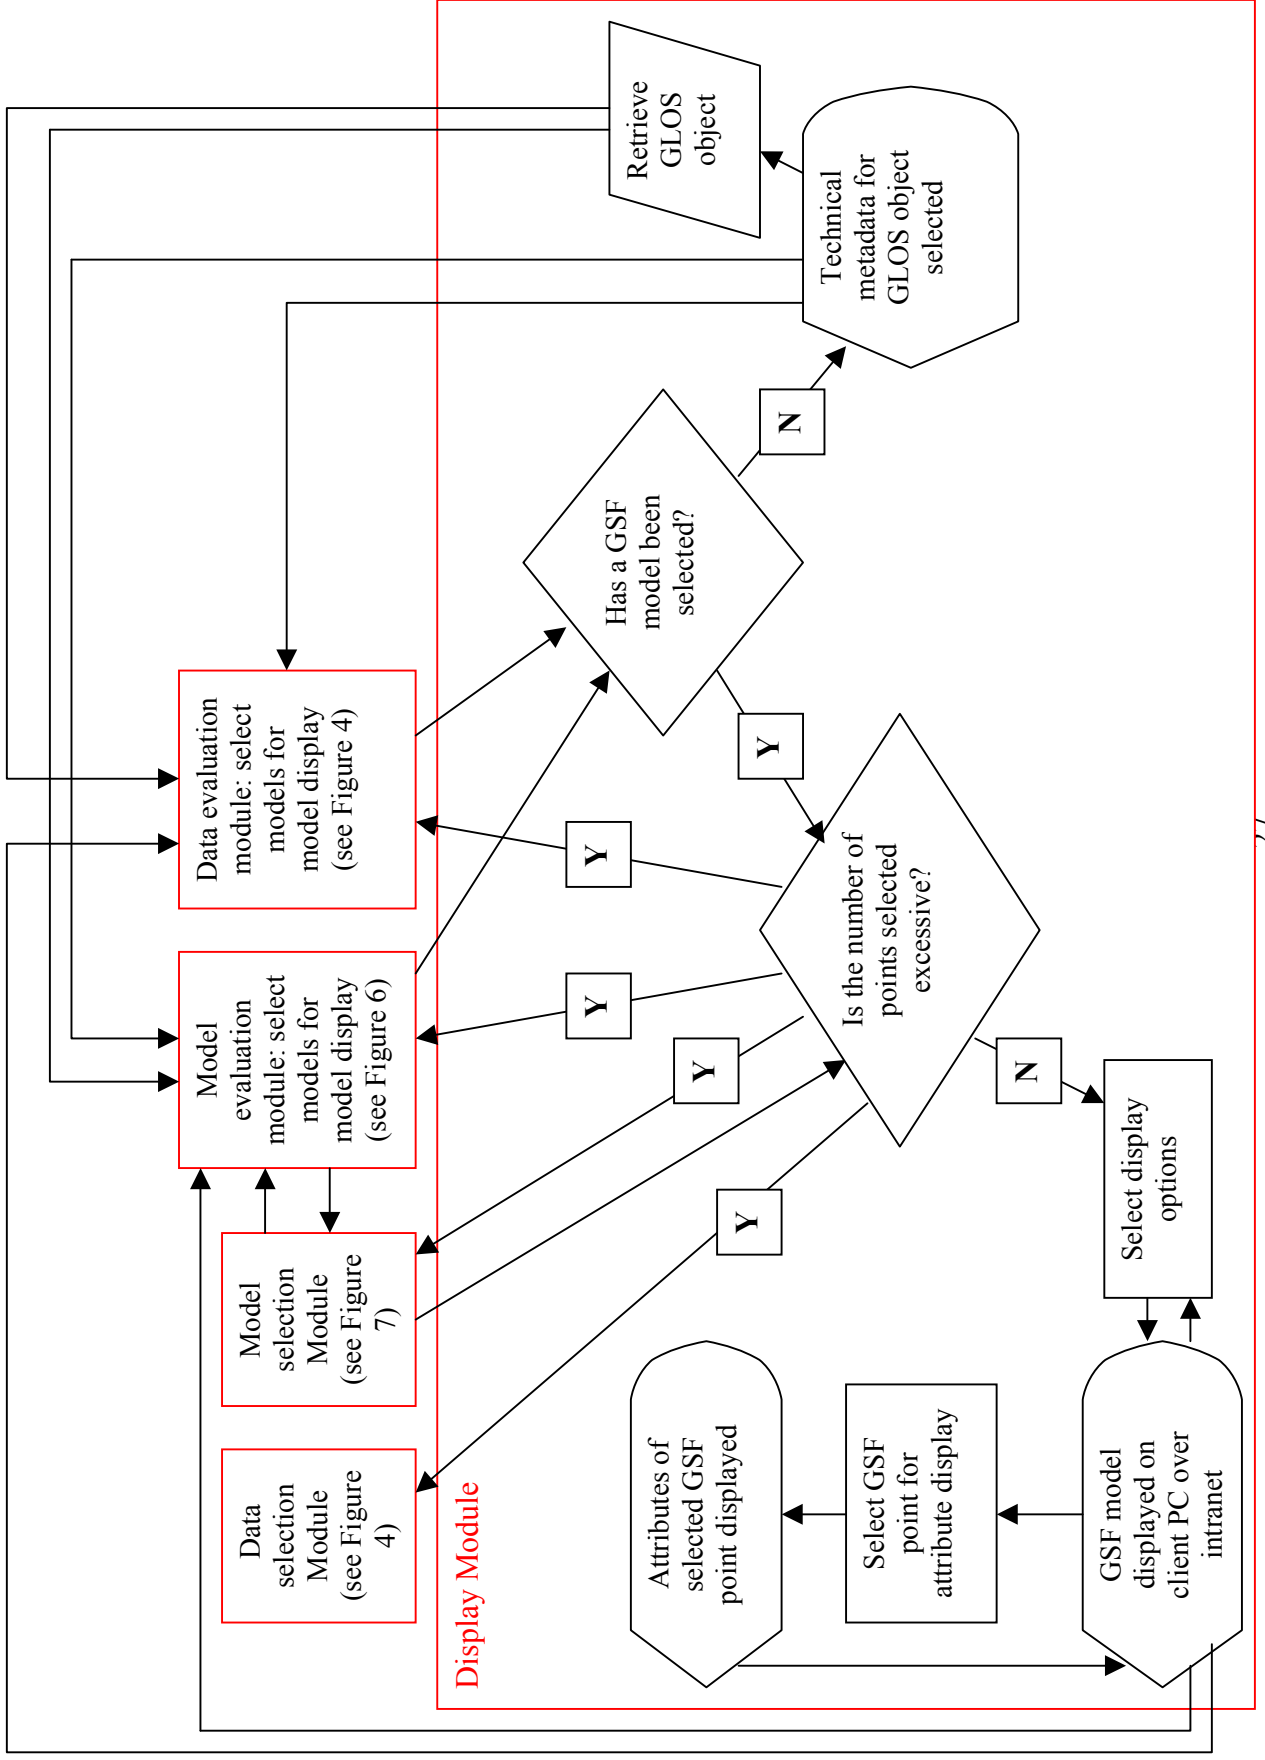 Data
selection
Module
(see Figure
4)
Model
selection
Module
(see Figure
7)
Model
evaluation
module: select
models for
model display
(see Figure 6)
Data evaluation
module: select
models for
model display
(see Figure 4)
Display Module
Attributes of
selected GSF
point displayed
Select GSF
point for
attribute display
GSF model
displayed on
client PC over
intranet
Select display
options
Y
Y
Y
Y
N
Is the number of
points selected
excessive?
Y
Has a GSF
model been
selected?
N
Technical
metadata for
GLOS object
selected
Retrieve
GLOS
object